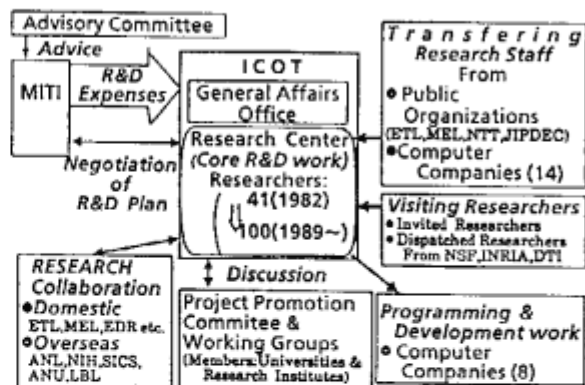 Advisory Committee
Advice
MITI
R&D
Expenses
ICOT
General Affairs
Office
Research Center
(Core R&D work)
Researchers:
41(1982)
100(1989~)
Negotiation
of
R&D Plan
Transferring
Research Staff
From
Public
Organizations
(ETL,MEL,NTT,JIPDEC)
Computer
Companies (14)
Visiting Researchers
Invited Researchers
Dispatched Researchers
From NSF,INRIA,DTI
RESEARCH
Collaboration
Domestic
ETL,MEL,EDR etc.
Overseas
ANL,NIH,SICS,
ANU,LBL
Discussion
Project Promotion
Commitee &
Working Groups
(Members:Universities &
Research Institutes)
Programming &
Development work
Computer
Companies (8)